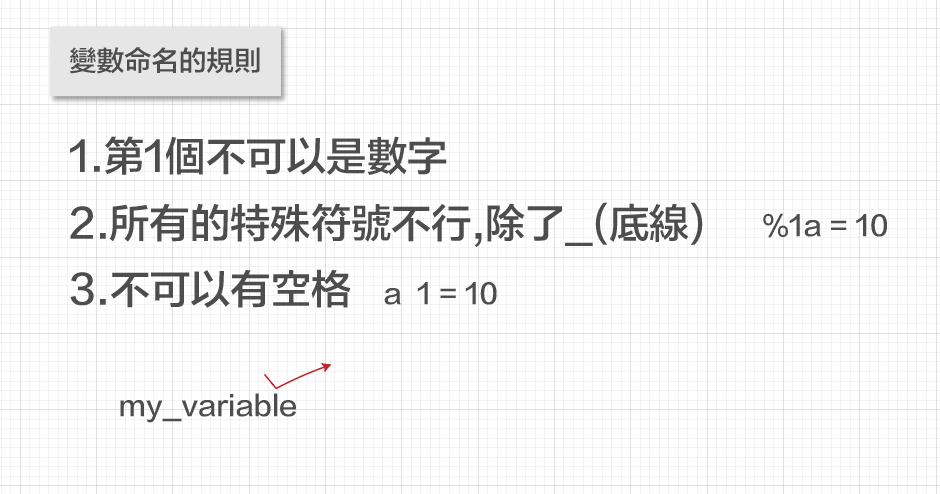 變數命名的規則
1.第1個不可以是數字
2.所有的特殊符號不行,除了_(底線) %1a = 10
3.不可以有空格 a 1 = 10
my_variable